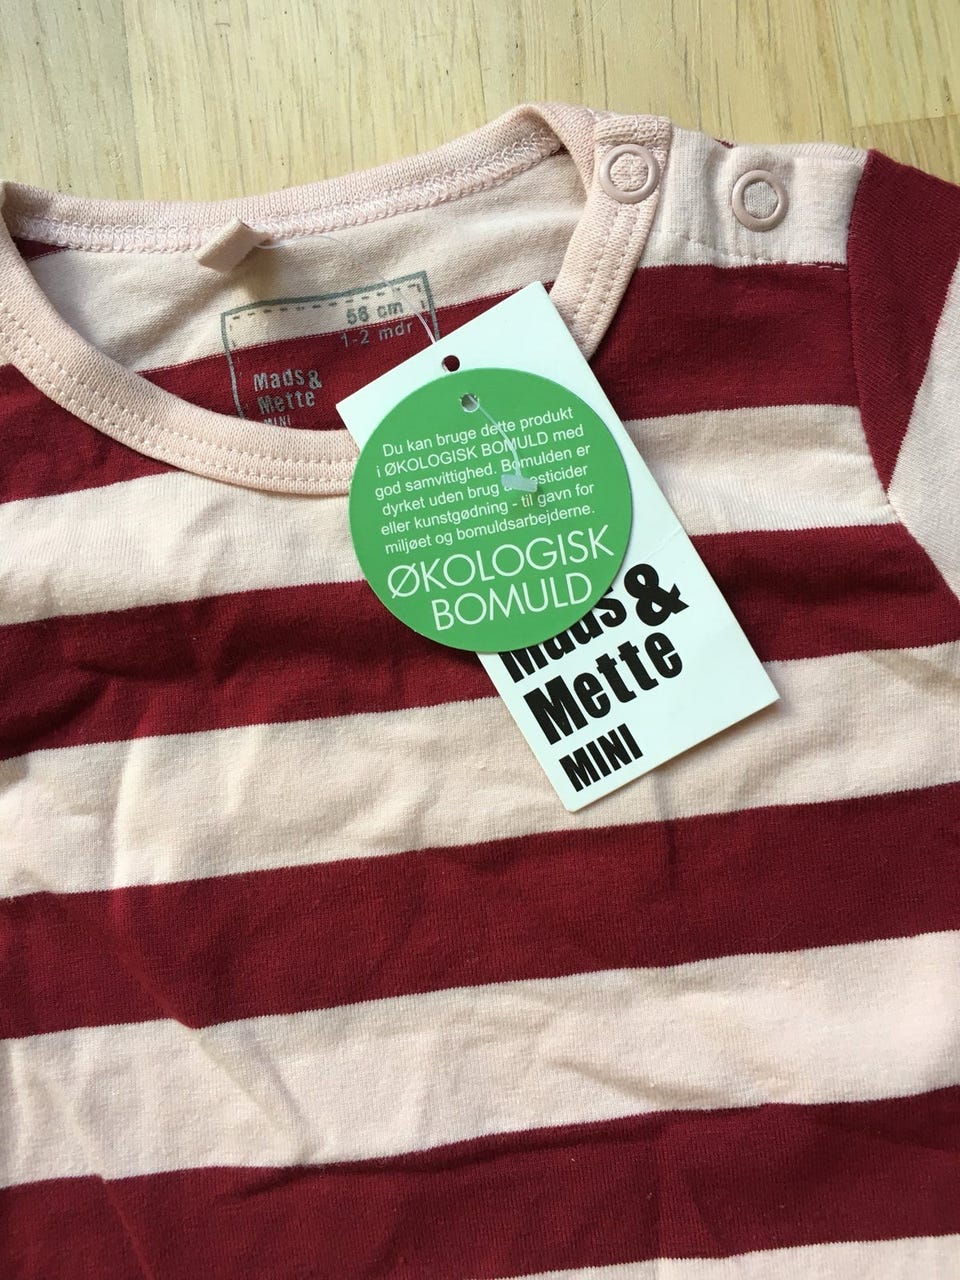 56 cm
1-2 mdr
Mads &
Mette
MINI
Du kan bruge dette produkt
i ØKOLOGISK BOMULD med
god samvittighed. Bomulden er
dyrket uden brug pesticider
eller kunstgødning - til gavn for
miljøet og bomuldsarbejderne.
ØKOLOGISK
BOMULD
Mads &
Mette
MINI